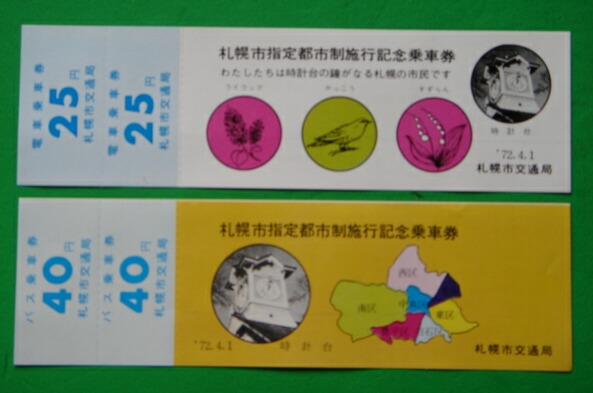 電車乗車券
25円
札幌市交通局
電車乗車券
25円
札幌市交通局
札幌市指定都市制施行記念乗車券
わたしたちは時計台の鐘がなる札幌の市民です
ライラック
かっこう
すずらん
時計台
'72.4.1
札幌市交通局
バス乗車券
40円
札幌市交通局
バス乗車券
40円
札幌市交通局
札幌市指定都市制施行記念乗車券
西区
中央区
南区
東区
白石区
'72.4.1
時計台
札幌市交通局